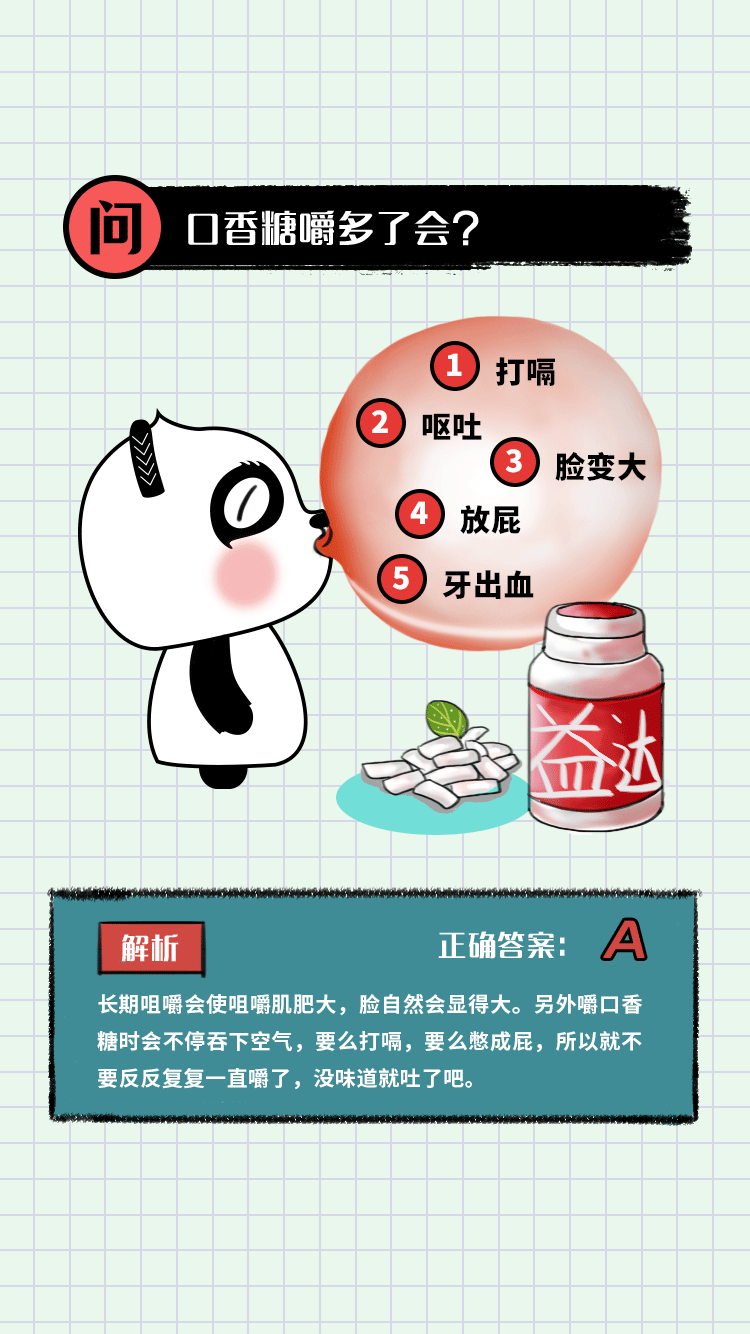 问 口香糖嚼多了会?
1 打嗝
2 呕吐
3 脸变大
4 放屁
5 牙出血
益达
解析
正确答案: A
长期咀嚼会使咀嚼肌肥大，脸自然会显得大。另外嚼口香
糖时会不停吞下空气，要么打嗝，要么憋成屁，所以就不
要反反复复一直嚼了，没味道就吐了吧。